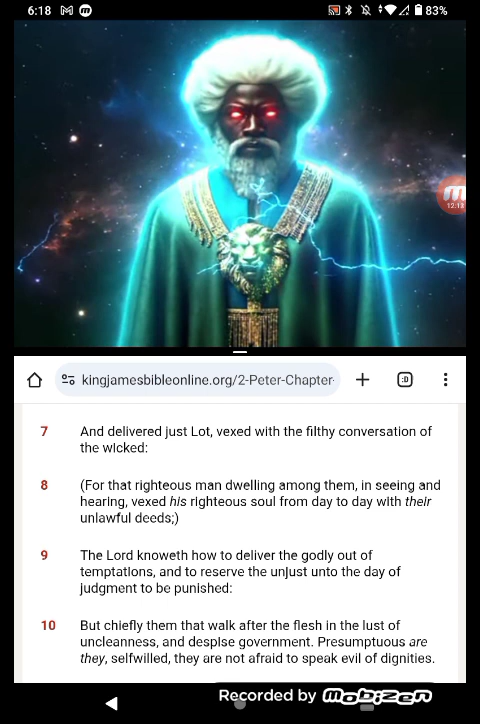 6:18
83%
12:13
kingjamesbibleonline.org/2-Peter-Chapter-
:D
7 And delivered just Lot, vexed with the filthy conversation of
the wicked:
8 (For that righteous man dwelling among them, in seeing and
hearing, vexed his righteous soul from day to day with their
unlawful deeds;)
9 The Lord knoweth how to deliver the godly out of
temptations, and to reserve the unjust unto the day of
judgment to be punished:
10 But chiefly them that walk after the flesh in the lust of
uncleanness, and despise government. Presumptuous are
they, selfwilled, they are not afraid to speak evil of dignities.
Recorded by Mobizen